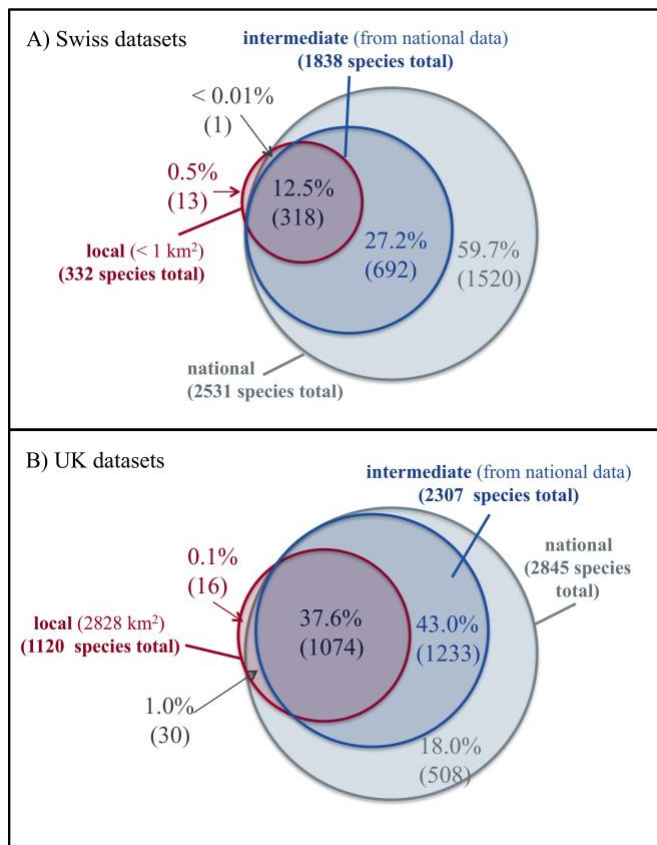 A) Swiss datasets
intermediate (from national data)
(1838 species total)
< 0.01%
(1)
0.5%
(13)
12.5%
(318)
27.2%
(692)
59.7%
(1520)
local (< 1 km²)
(332 species total)
national
(2531 species total)
B) UK datasets
intermediate (from national data)
(2307 species total)
national
(2845 species
total)
0.1%
(16)
37.6%
(1074)
43.0%
(1233)
local (2828 km²)
(1120 species total)
1.0%
(30)
18.0%
(508)